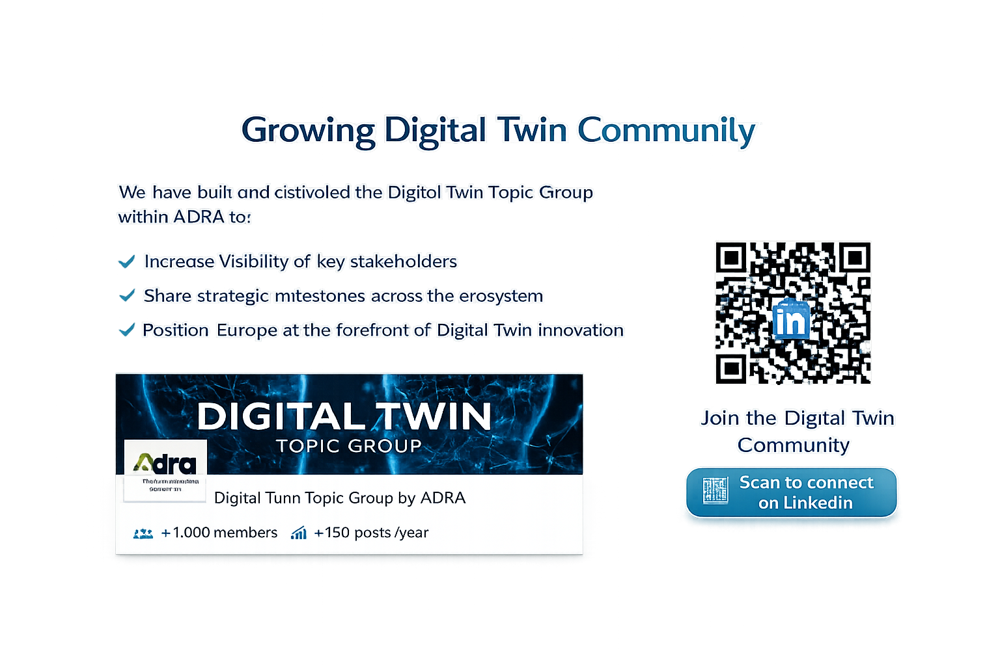 Growing Digital Twin Community
We have built and cistivoled the Digitol Twin Topic Group
within ADRA to:
Increase Visibility of key stakeholders
Share strategic mtestones across the erosystem
Position Europe at the forefront of Digital Twin innovation
DIGITAL TWIN
TOPIC GROUP
Adra
Digital Tunn Topic Group by ADRA
+1.000 members +150 posts /year
in
Join the Digital Twin
Community
Scan to connect
on Linkedin